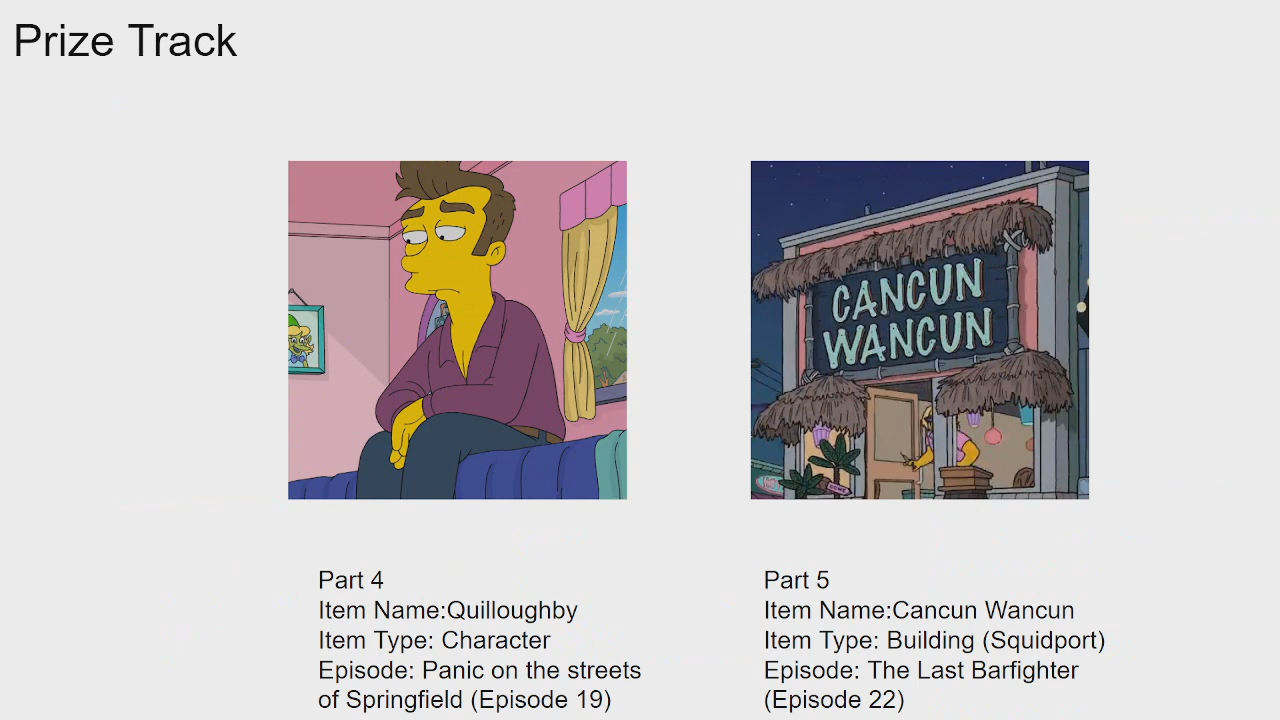 Prize Track
CANCUN
WANCUN
Part 4
Item Name:Quilloughby
Item Type: Character
Episode: Panic on the streets
of Springfield (Episode 19)
Part 5
Item Name:Cancun Wancun
Item Type: Building (Squidport)
Episode: The Last Barfighter
(Episode 22)